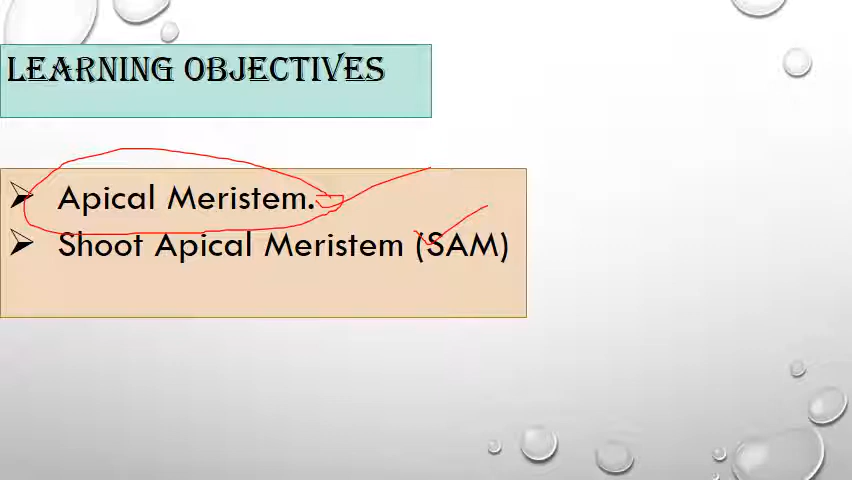 LEARNING OBJECTIVES
Apical Meristem.
Shoot Apical Meristem (SAM)